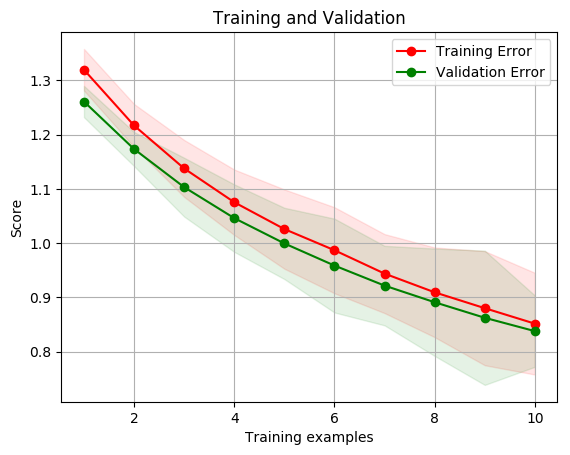 Training and Validation
Training Error
Validation Error
1.3
1.2
1.1
1.0
0.9
0.8
Score
2
4
6
8
10
Training examples